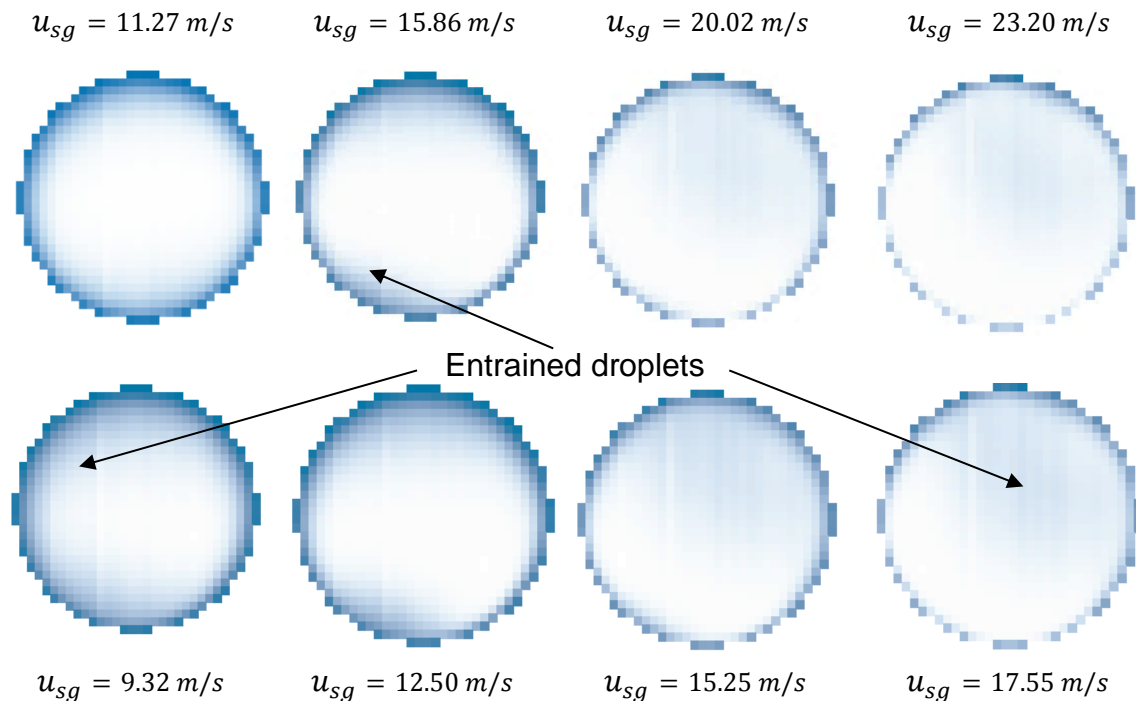 u_sg = 11.27 m/s
u_sg = 15.86 m/s
u_sg = 20.02 m/s
u_sg = 23.20 m/s
Entrained droplets
u_sg = 9.32 m/s
u_sg = 12.50 m/s
u_sg = 15.25 m/s
u_sg = 17.55 m/s